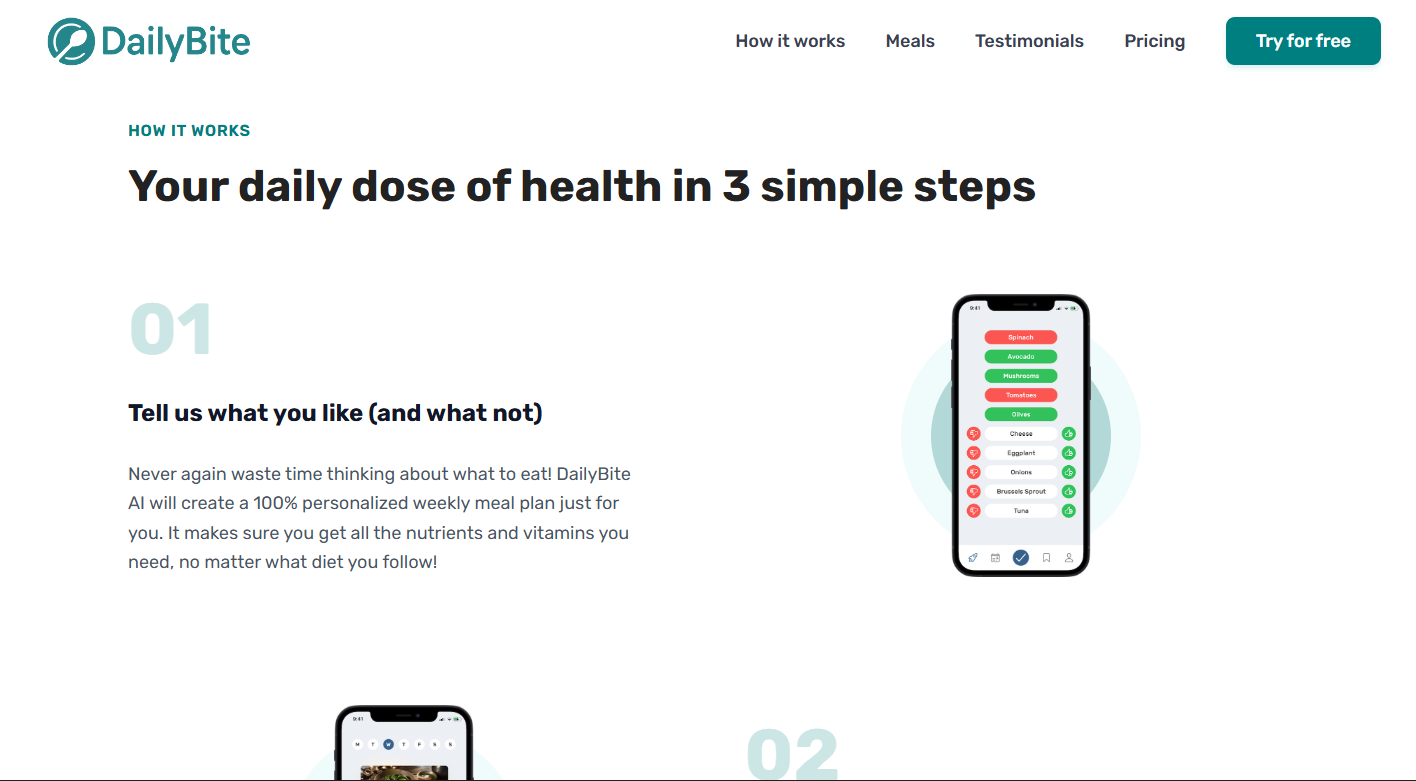 DailyBite
How it works
Meals
Testimonials
Pricing
Try for free
HOW IT WORKS
Your daily dose of health in 3 simple steps
01
Tell us what you like (and what not)
Never again waste time thinking about what to eat! DailyBite
AI will create a 100% personalized weekly meal plan just for
you. It makes sure you get all the nutrients and vitamins you
need, no matter what diet you follow!
9:41
Spinach
Avocado
Mushrooms
Tomatoes
Olives
Cheese
Eggplant
Onions
Brussels Sprout
Tuna
9:41
M T W T F S S
02